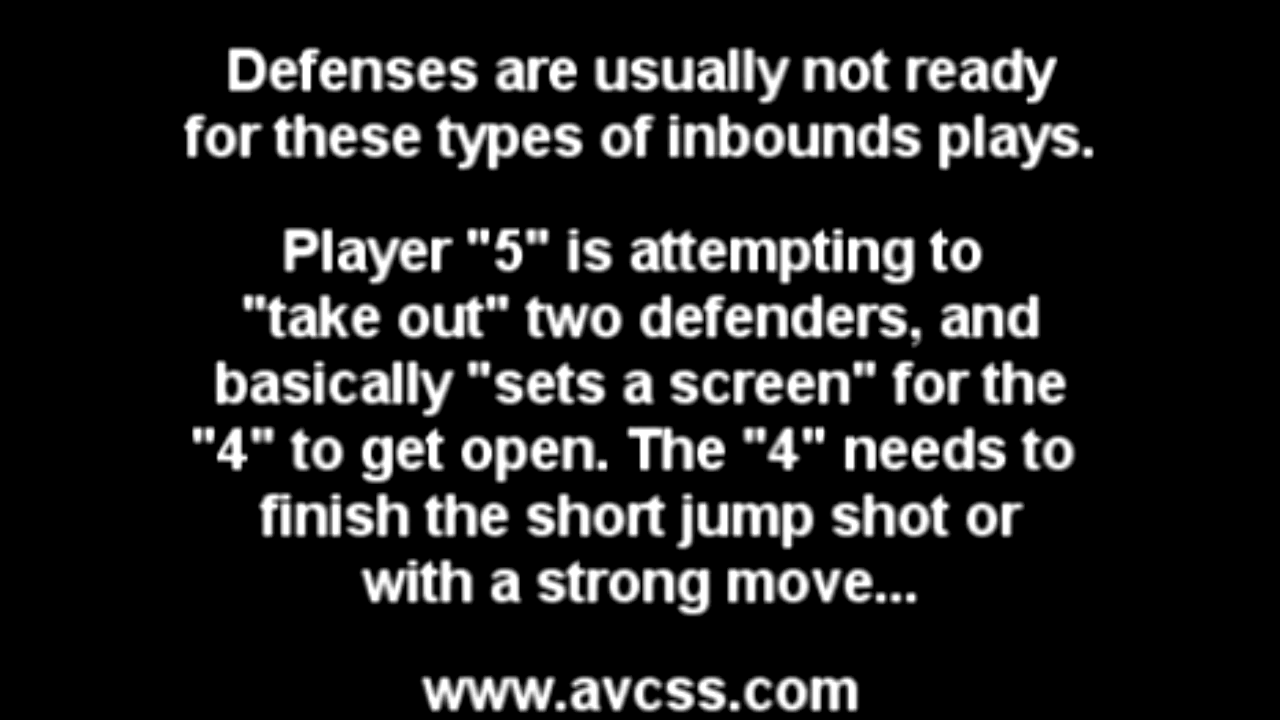 Defenses are usually not ready
for these types of inbounds plays.
Player "5" is attempting to
"take out" two defenders, and
basically "sets a screen" for the
"4" to get open. The "4" needs to
finish the short jump shot or
with a strong move...
www.avcss.com